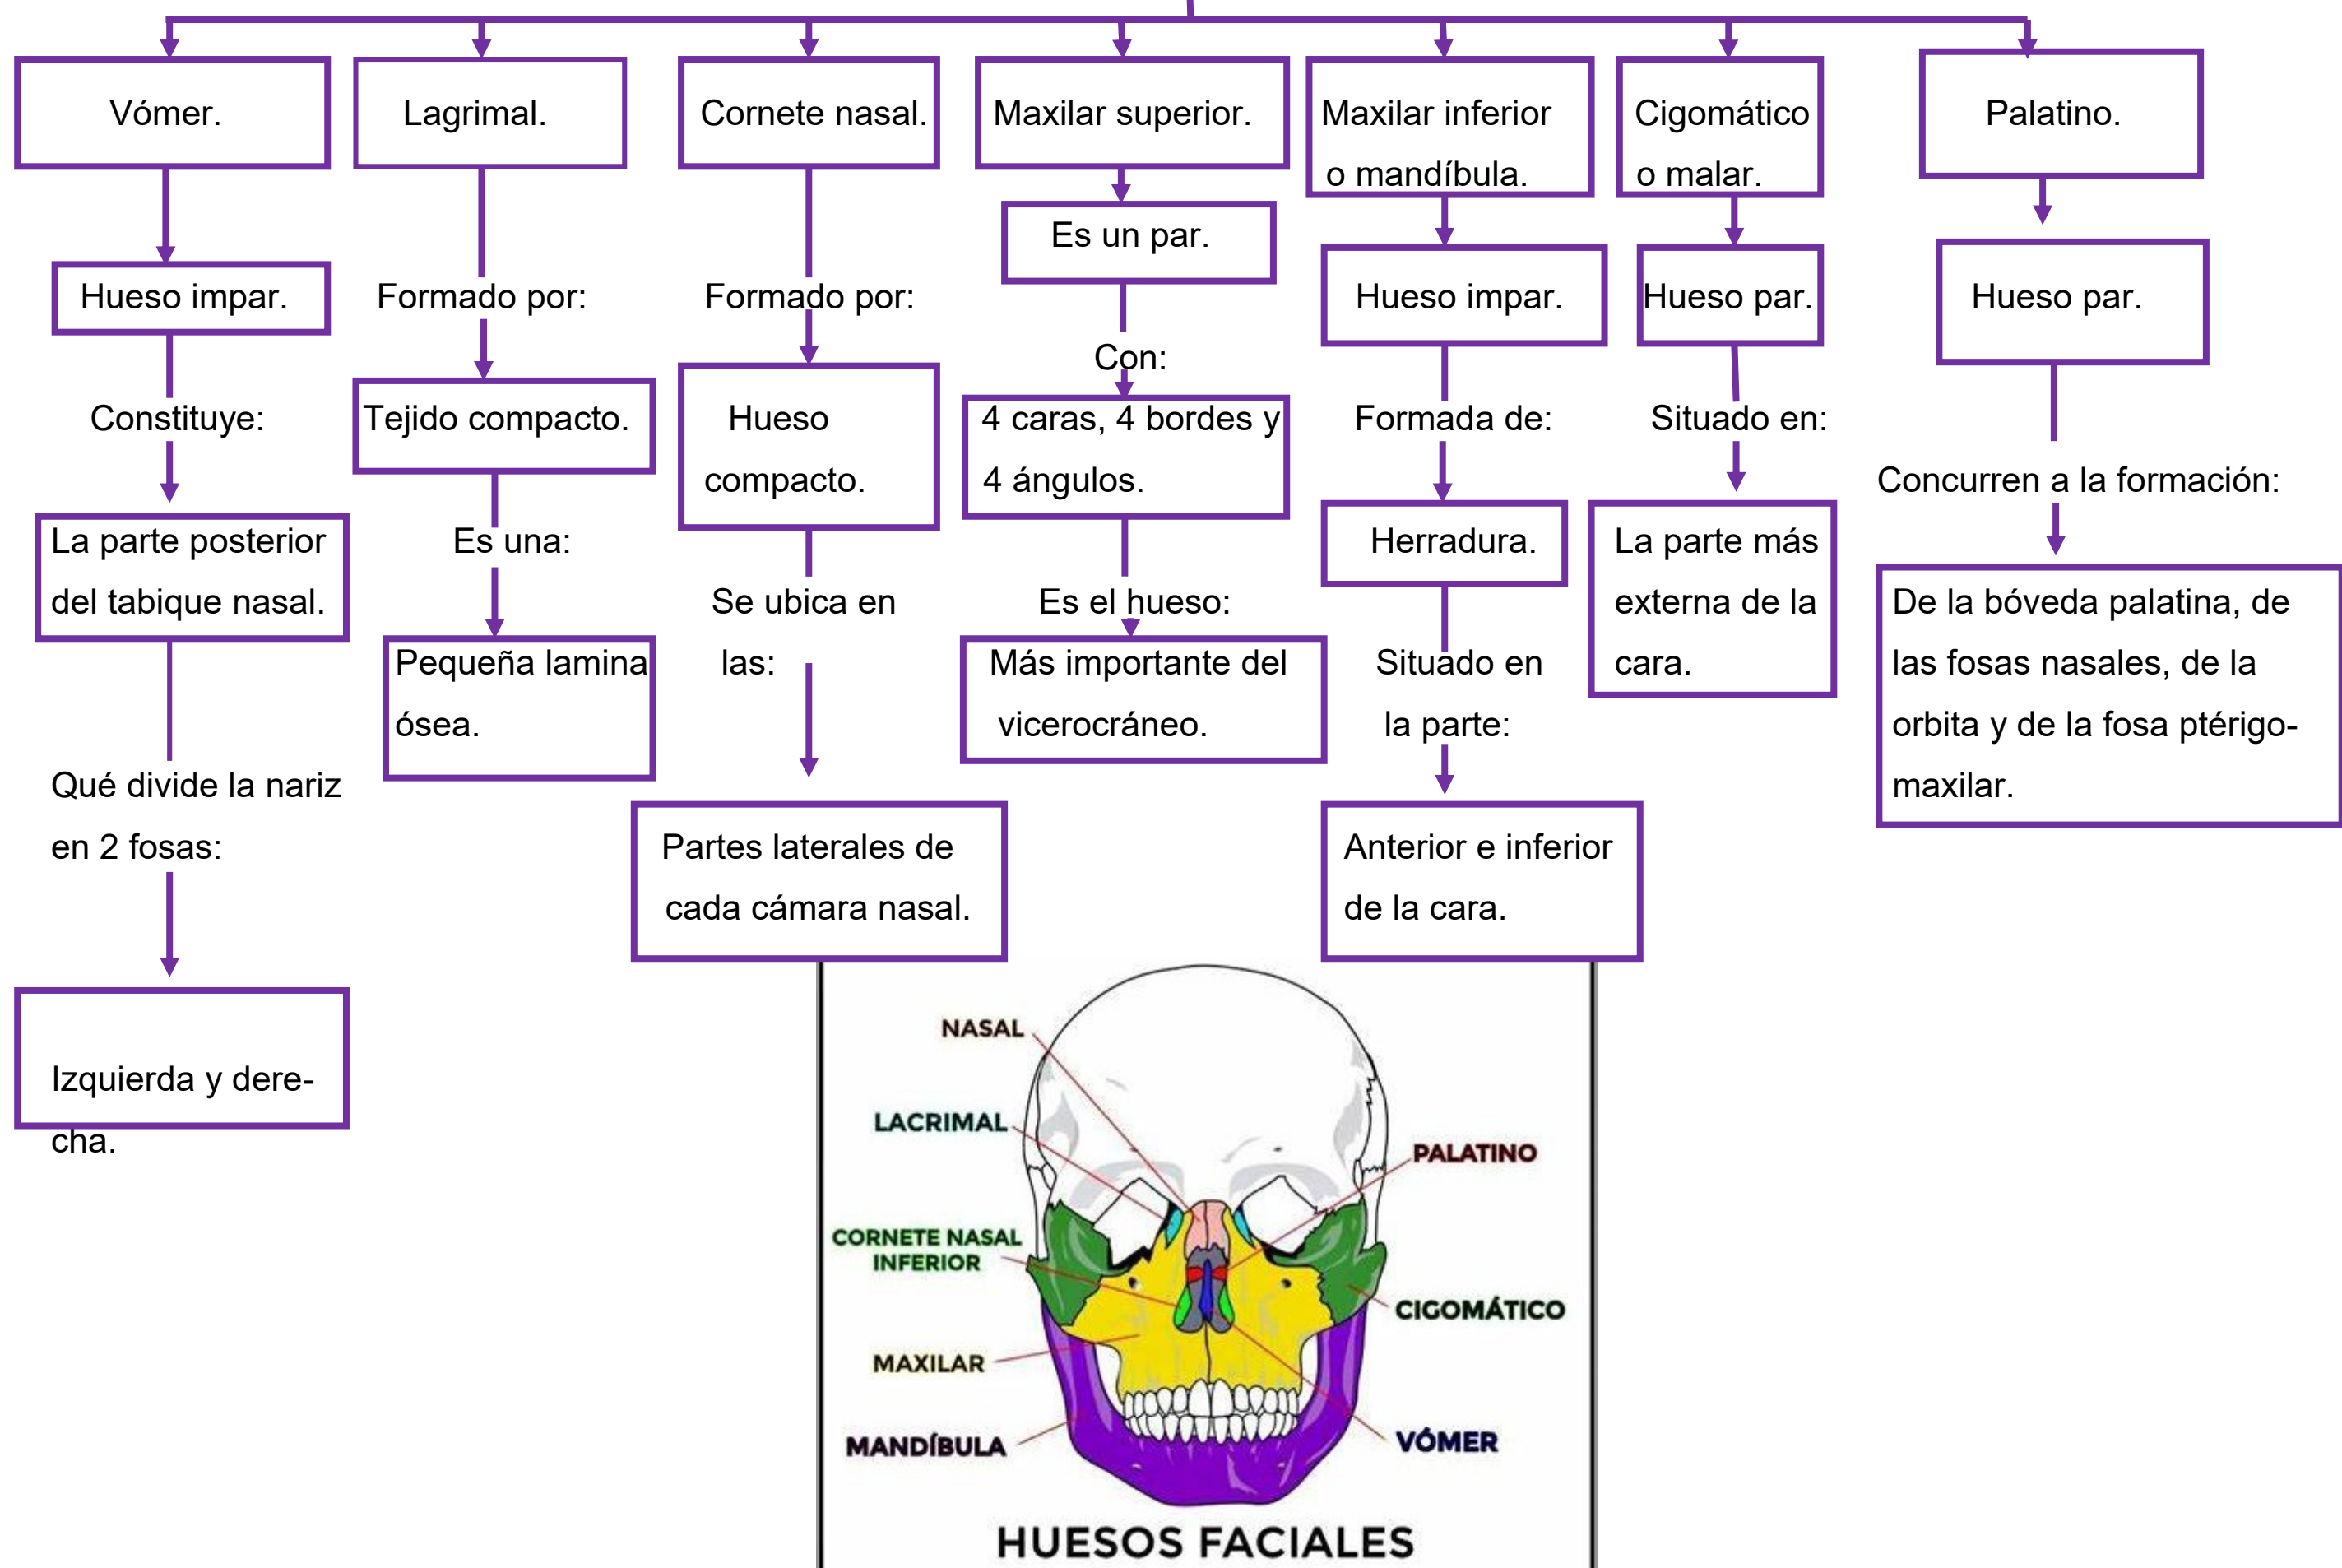 Vómer.
Hueso impar.
Constituye:
La parte posterior
del tabique nasal.
Qué divide la nariz
en 2 fosas:
Izquierda y dere-
cha.
Lagrimal.
Formado por:
Tejido compacto.
Es una:
Pequeña lamina
ósea.
Cornete nasal.
Formado por:
Hueso
compacto.
Se ubica en
las:
Partes laterales de
cada cámara nasal.
Maxilar superior.
Es un par.
Con:
4 caras, 4 bordes y
4 ángulos.
Es el hueso:
Más importante del
vicerocráneo.
Maxilar inferior
o mandíbula.
Hueso impar.
Formada de:
Herradura.
Situado en
la parte:
Anterior e inferior
de la cara.
Cigomático
o malar.
Hueso par.
Situado en:
La parte más
externa de la
cara.
Palatino.
Hueso par.
Concurren a la formación:
De la bóveda palatina, de
las fosas nasales, de la
orbita y de la fosa ptérigo-
maxilar.
NASAL
LACRIMAL
CORNETE NASAL
INFERIOR
MAXILAR
MANDÍBULA
PALATINO
CIGOMÁTICO
VÓMER
HUESOS FACIALES